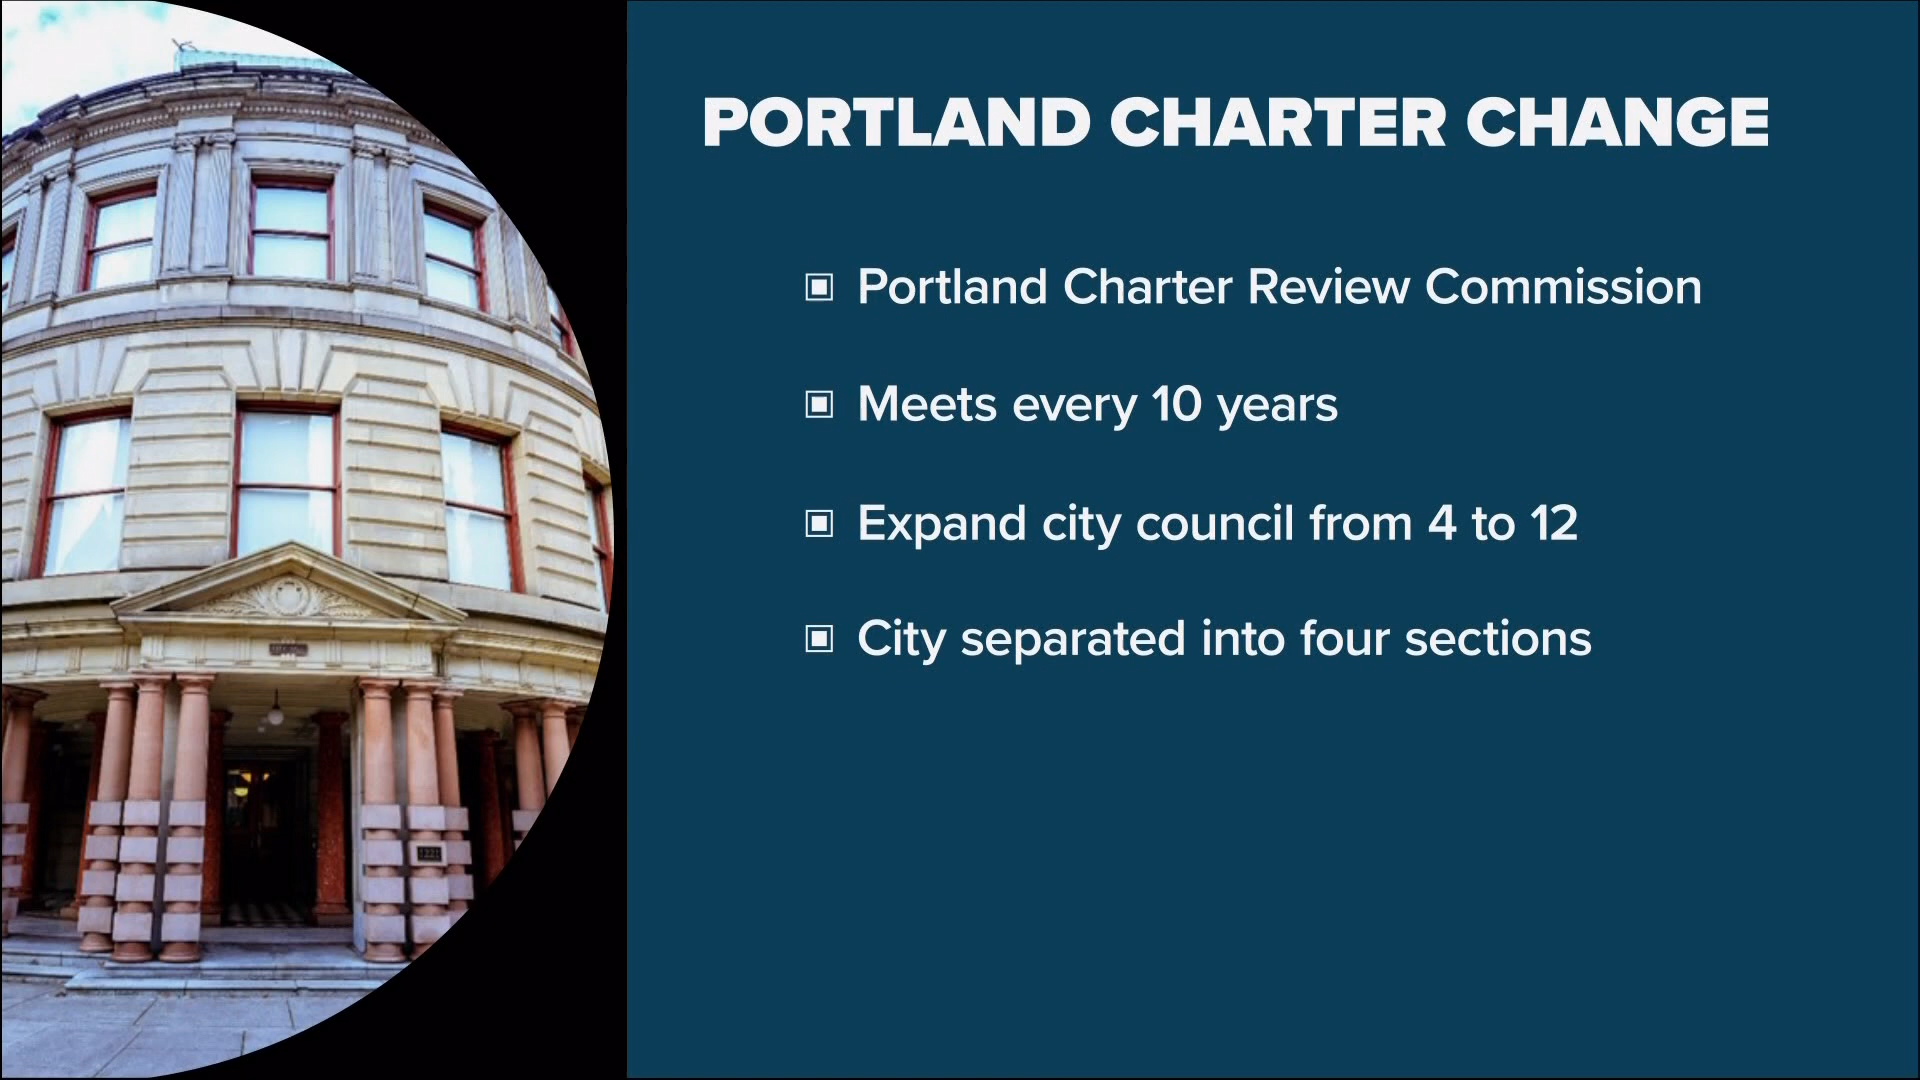 PORTLAND CHARTER CHANGE
Portland Charter Review Commission
Meets every 10 years
Expand city council from 4 to 12
City separated into four sections